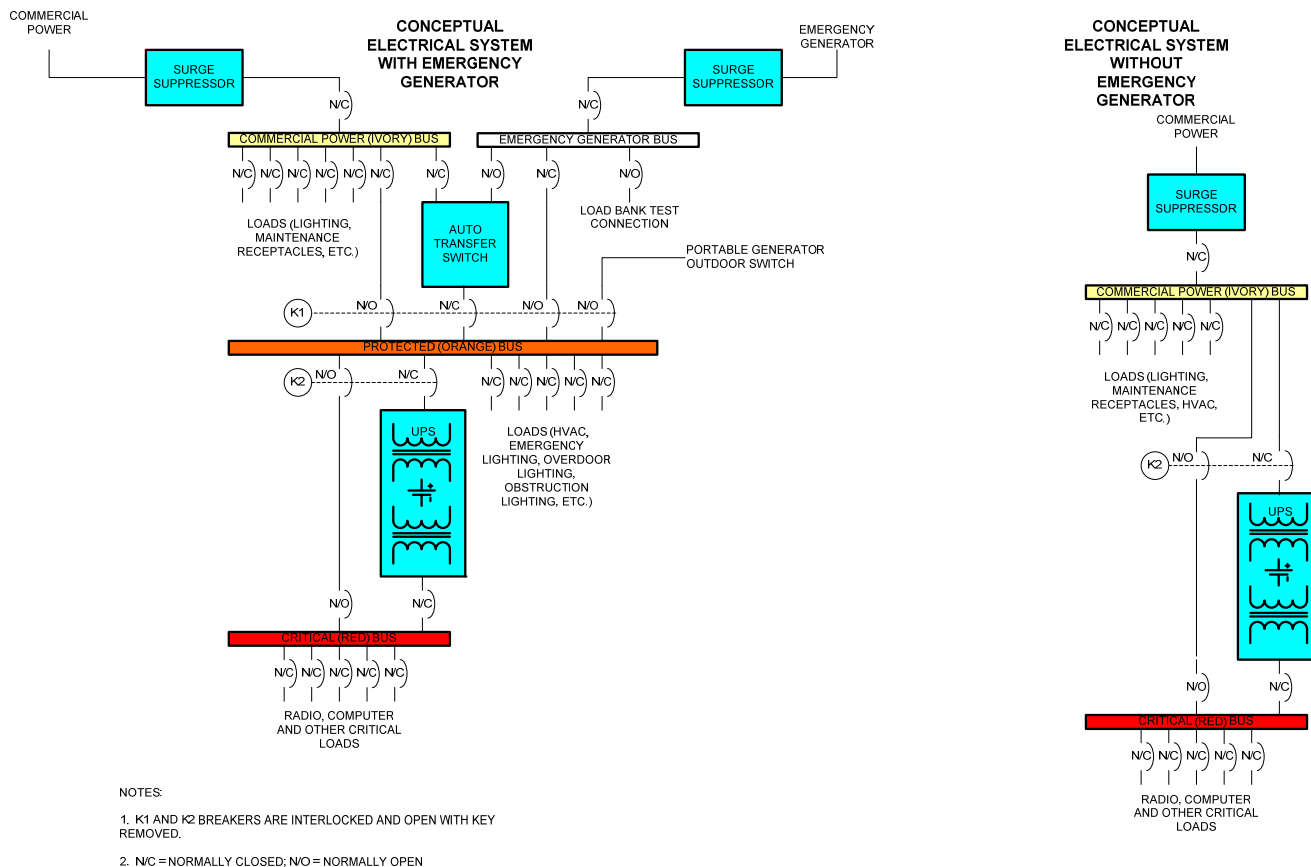 COMMERCIAL
POWER
CONCEPTUAL
ELECTRICAL SYSTEM
WITH EMERGENCY
GENERATOR
EMERGENCY
GENERATOR
SURGE
SUPPRESSOR
SURGE
SUPPRESSOR
N/C
N/C
COMMERCIAL POWER (IVORY) BUS
EMERGENCY GENERATOR BUS
N/C N/C N/C N/C N/C N/C N/C N/O N/C N/O
LOADS (LIGHTING,
MAINTENANCE
RECEPTACLES, ETC.)
AUTO
TRANSFER
SWITCH
LOAD BANK TEST
CONNECTION
PORTABLE GENERATOR
OUTDOOR SWITCH
K1 N/O N/C N/O N/O
PROTECTED (ORANGE) BUS
K2 N/O N/C
N/C N/C N/C N/C N/C
UPS
LOADS (HVAC,
EMERGENCY
LIGHTING, OVERDOOR
LIGHTING,
OBSTRUCTION
LIGHTING, ETC.)
+
N/O N/C
CRITICAL (RED) BUS
N/C N/C N/C N/C N/C
RADIO, COMPUTER
AND OTHER CRITICAL
LOADS
NOTES:
1. K1 AND K2 BREAKERS ARE INTERLOCKED AND OPEN WITH KEY
REMOVED.
2. N/C = NORMALLY CLOSED; N/O = NORMALLY OPEN
CONCEPTUAL
ELECTRICAL SYSTEM
WITHOUT
EMERGENCY
GENERATOR
COMMERCIAL
POWER
SURGE
SUPPRESSOR
N/C
COMMERCIAL POWER (IVORY) BUS
N/C N/C N/C N/C N/C
LOADS (LIGHTING,
MAINTENANCE
RECEPTACLES, HVAC,
ETC.)
K2 N/O N/C
UPS
+
N/O N/C
CRITICAL (RED) BUS
N/C N/C N/C N/C N/C
RADIO, COMPUTER
AND OTHER CRITICAL
LOADS